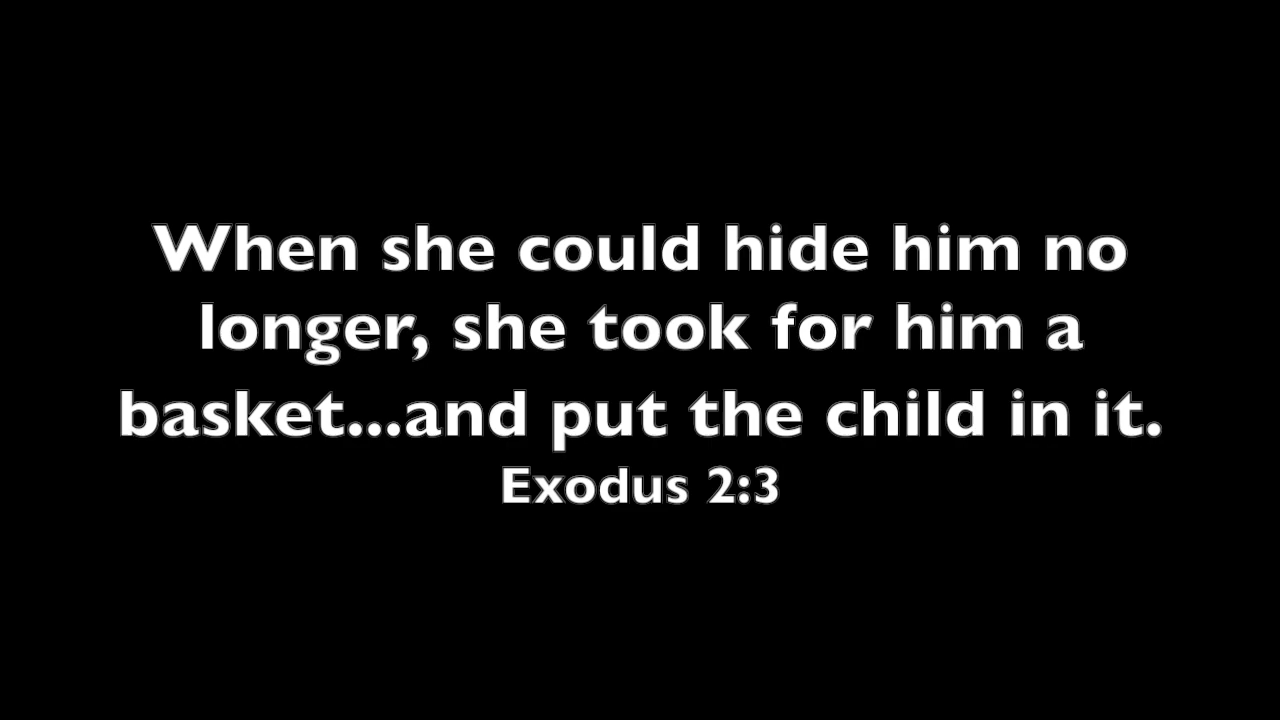 When she could hide him no
longer, she took for him a
basket...and put the child in it.
Exodus 2:3